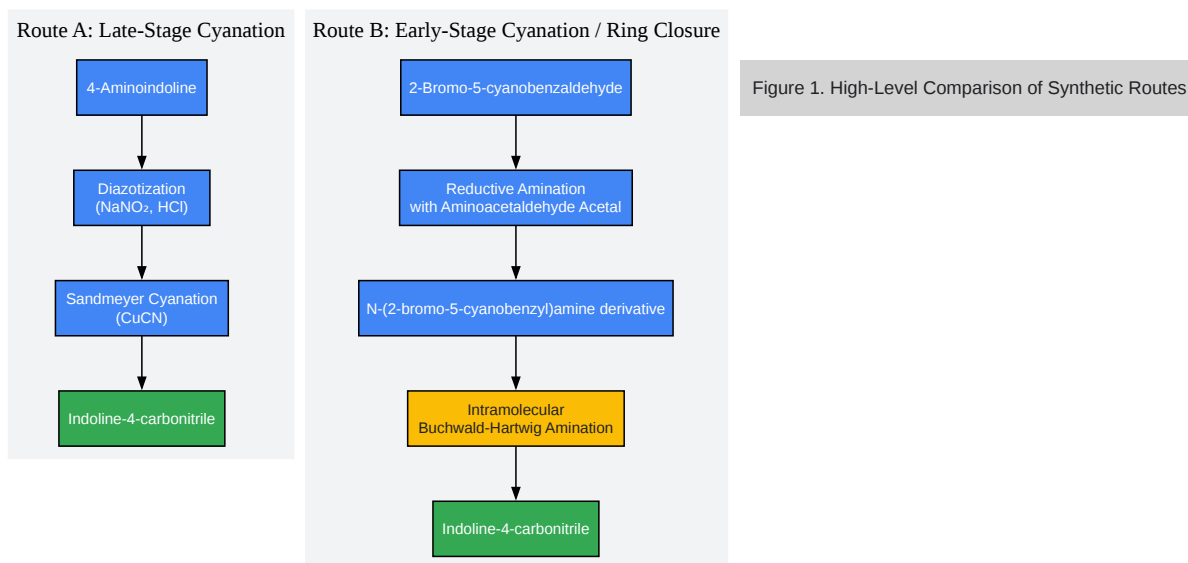 Route A: Late-Stage Cyanation
4-Aminoindoline
Diazotization
(NaNO₂, HCl)
Sandmeyer Cyanation
(CuCN)
Indoline-4-carbonitrile
Route B: Early-Stage Cyanation / Ring Closure
2-Bromo-5-cyanobenzaldehyde
Reductive Amination
with Aminoacetaldehyde Acetal
N-(2-bromo-5-cyanobenzyl)amine derivative
Intramolecular
Buchwald-Hartwig Amination
Indoline-4-carbonitrile
Figure 1. High-Level Comparison of Synthetic Routes